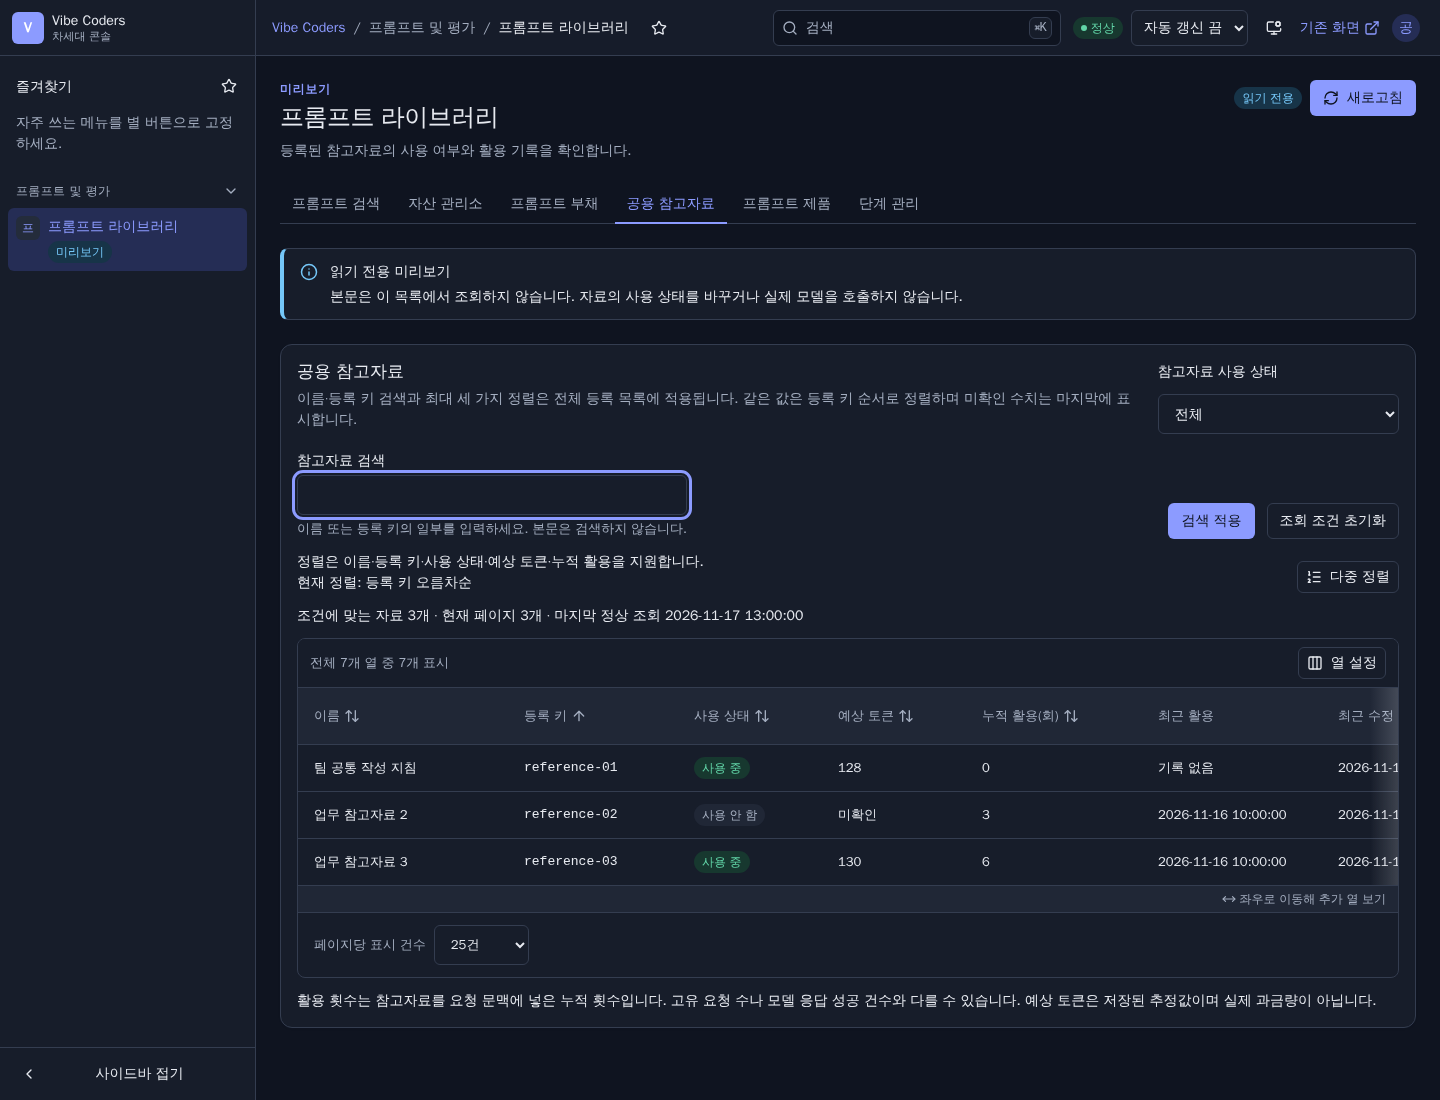 V
Vibe Coders
차세대 콘솔
Vibe Coders / 프롬프트 및 평가 / 프롬프트 라이브러리
검색
⌘K
정상
자동 갱신 끔
기존 화면
공
즐겨찾기
자주 쓰는 메뉴를 별 버튼으로 고정
하세요.
프롬프트 및 평가
프
프롬프트 라이브러리
미리보기
사이드바 접기
미리보기
프롬프트 라이브러리
등록된 참고자료의 사용 여부와 활용 기록을 확인합니다.
읽기 전용
새로고침
프롬프트 검색
자산 관리소
프롬프트 부채
공용 참고자료
프롬프트 제품
단계 관리
읽기 전용 미리보기
본문은 이 목록에서 조회하지 않습니다. 자료의 사용 상태를 바꾸거나 실제 모델을 호출하지 않습니다.
공용 참고자료
이름·등록 키 검색과 최대 세 가지 정렬은 전체 등록 목록에 적용됩니다. 같은 값은 등록 키 순서로 정렬하며 미확인 수치는 마지막에 표
시합니다.
참고자료 사용 상태
전체
참고자료 검색
이름 또는 등록 키의 일부를 입력하세요. 본문은 검색하지 않습니다.
검색 적용
조회 조건 초기화
정렬은 이름·등록 키·사용 상태·예상 토큰·누적 활용을 지원합니다.
현재 정렬: 등록 키 오름차순
다중 정렬
조건에 맞는 자료 3개 · 현재 페이지 3개 · 마지막 정상 조회 2026-11-17 13:00:00
전체 7개 열 중 7개 표시
열 설정
이름 등록 키 사용 상태 예상 토큰 누적 활용(회) 최근 활용 최근 수정
팀 공통 작성 지침 reference-01 사용 중 128 0 기록 없음 2026-11-1
업무 참고자료 2 reference-02 사용 안 함 미확인 3 2026-11-16 10:00:00 2026-11-1
업무 참고자료 3 reference-03 사용 중 130 6 2026-11-16 10:00:00 2026-11-1
좌우로 이동해 추가 열 보기
페이지당 표시 건수
25건
활용 횟수는 참고자료를 요청 문맥에 넣은 누적 횟수입니다. 고유 요청 수나 모델 응답 성공 건수와 다를 수 있습니다. 예상 토큰은 저장된 추정값이며 실제 과금량이 아닙니다.